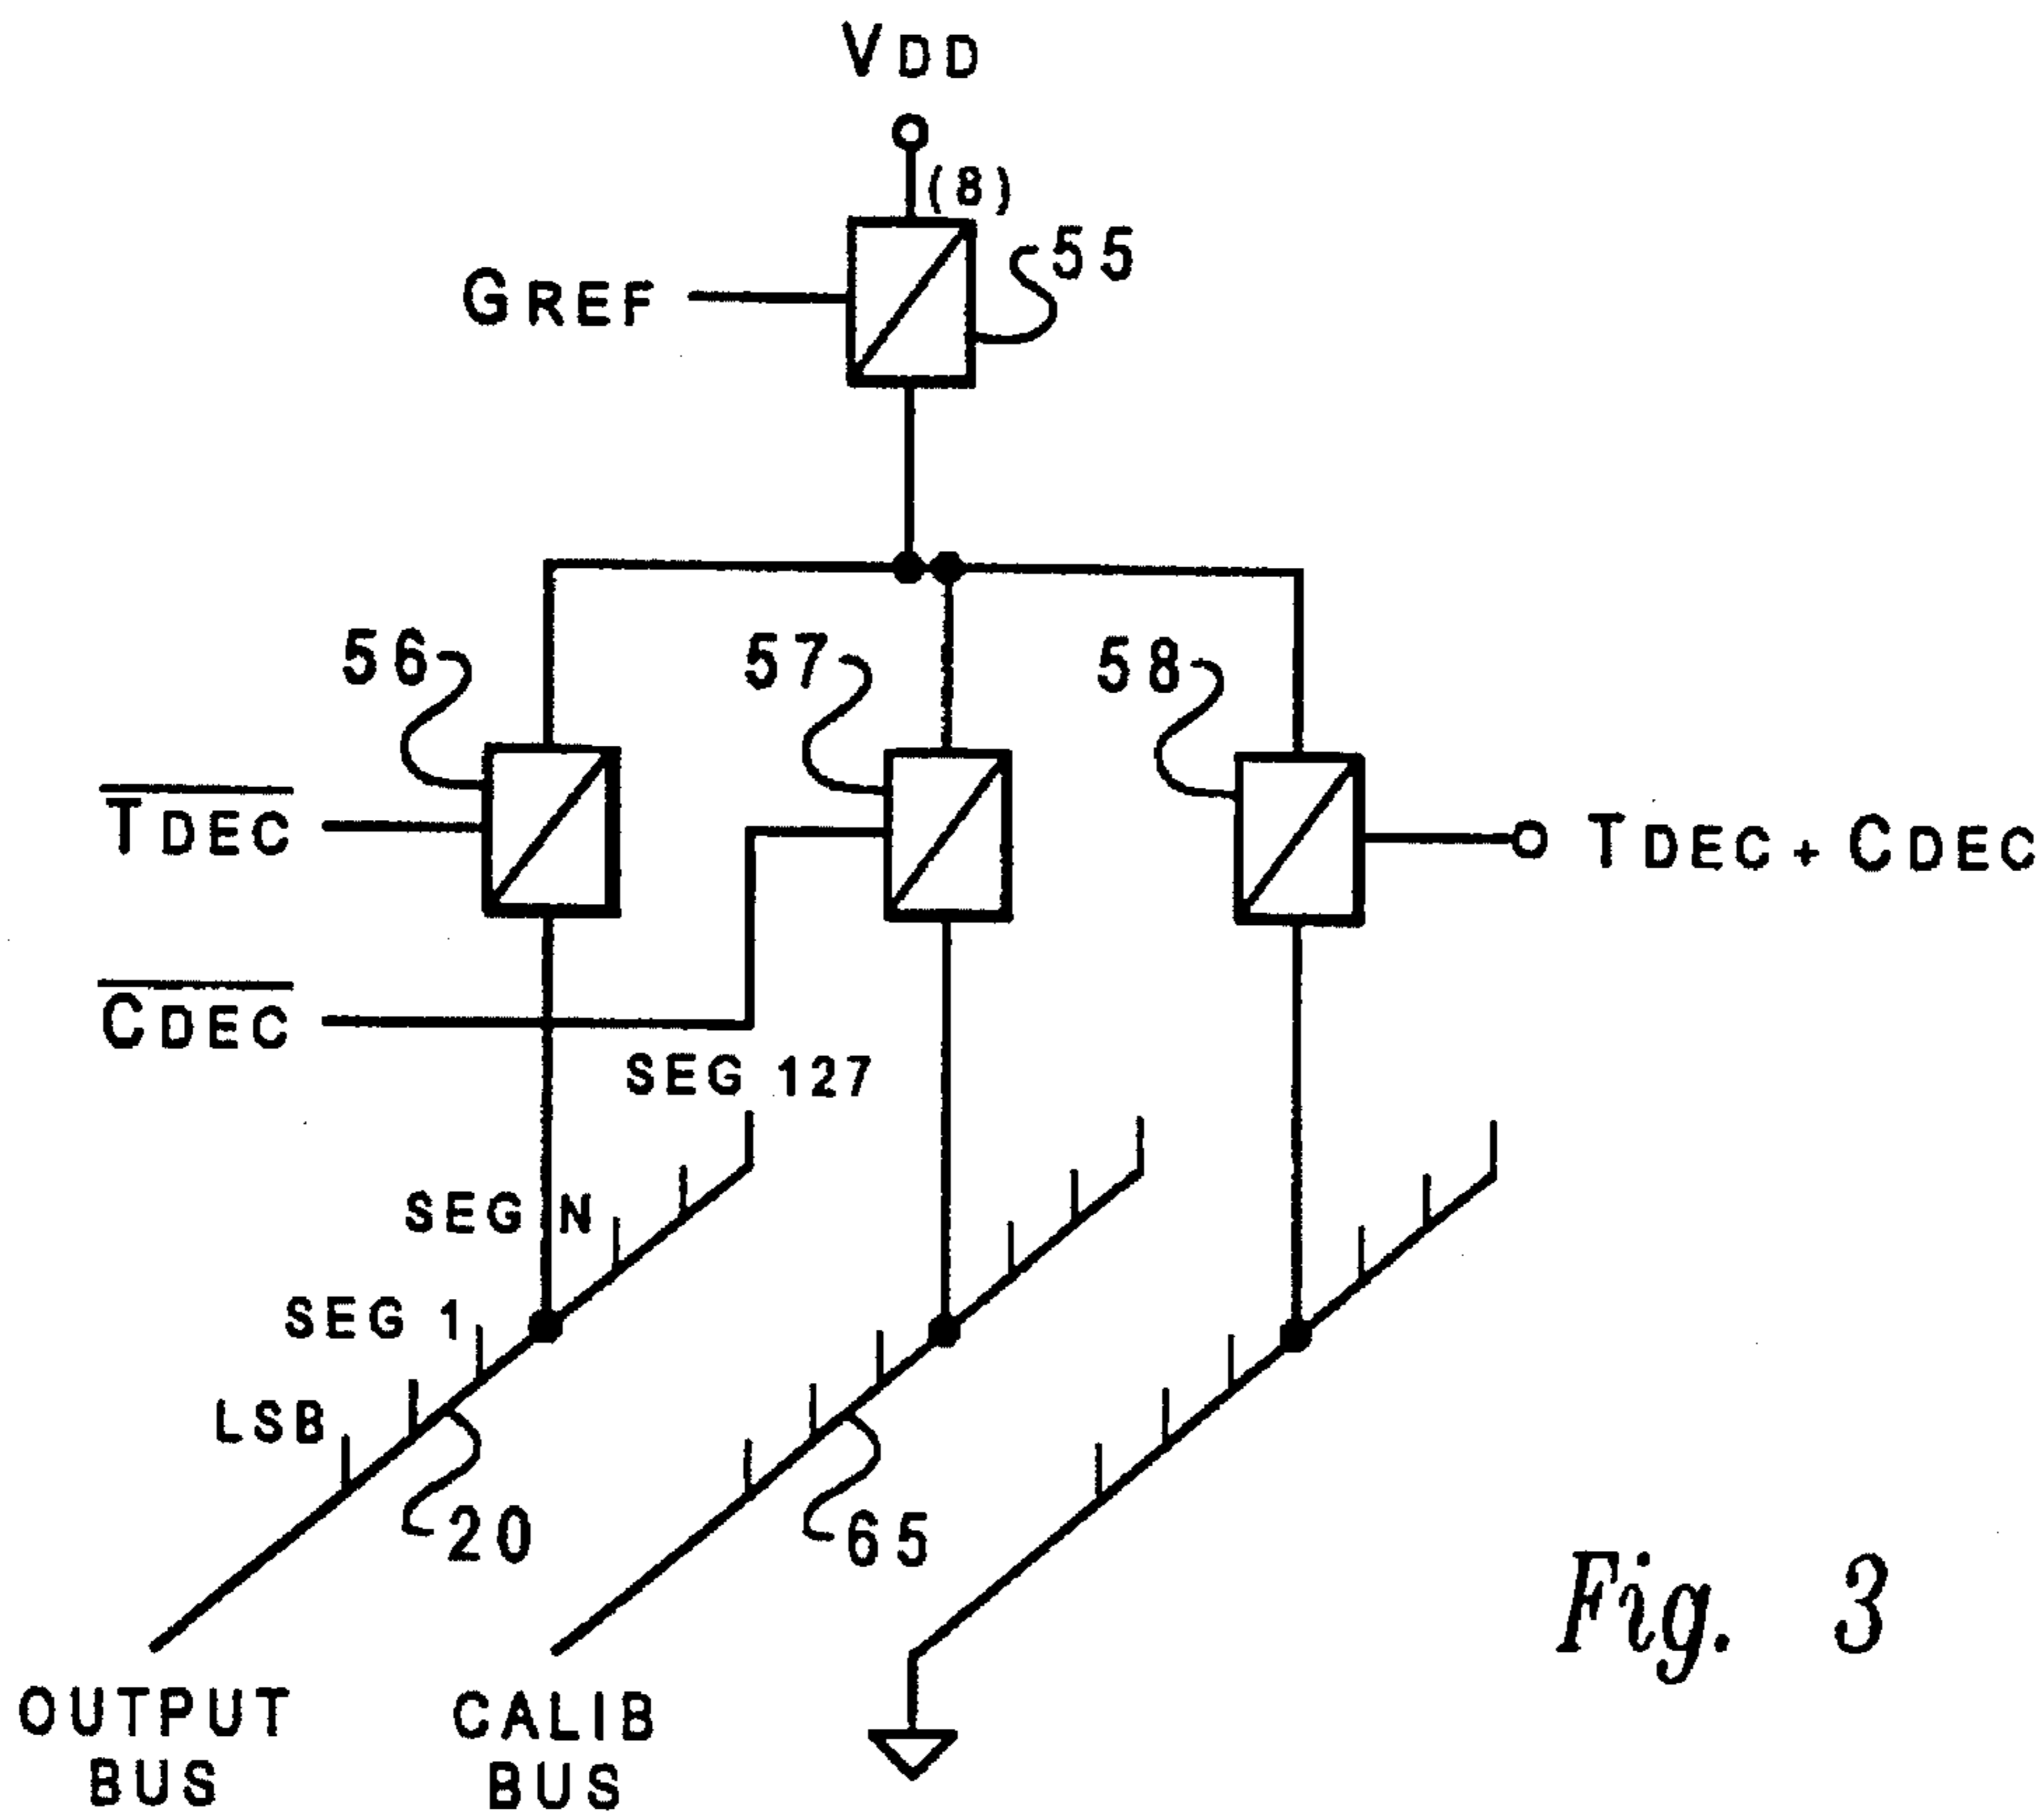 VDD
(8)
55
GREF
56
57
58
TDEC
TDEC + CDEC
CDEC
SEG 127
SEG N
SEG 1
LSB
20
65
Fig. 3
OUTPUT
BUS
CALIB
BUS